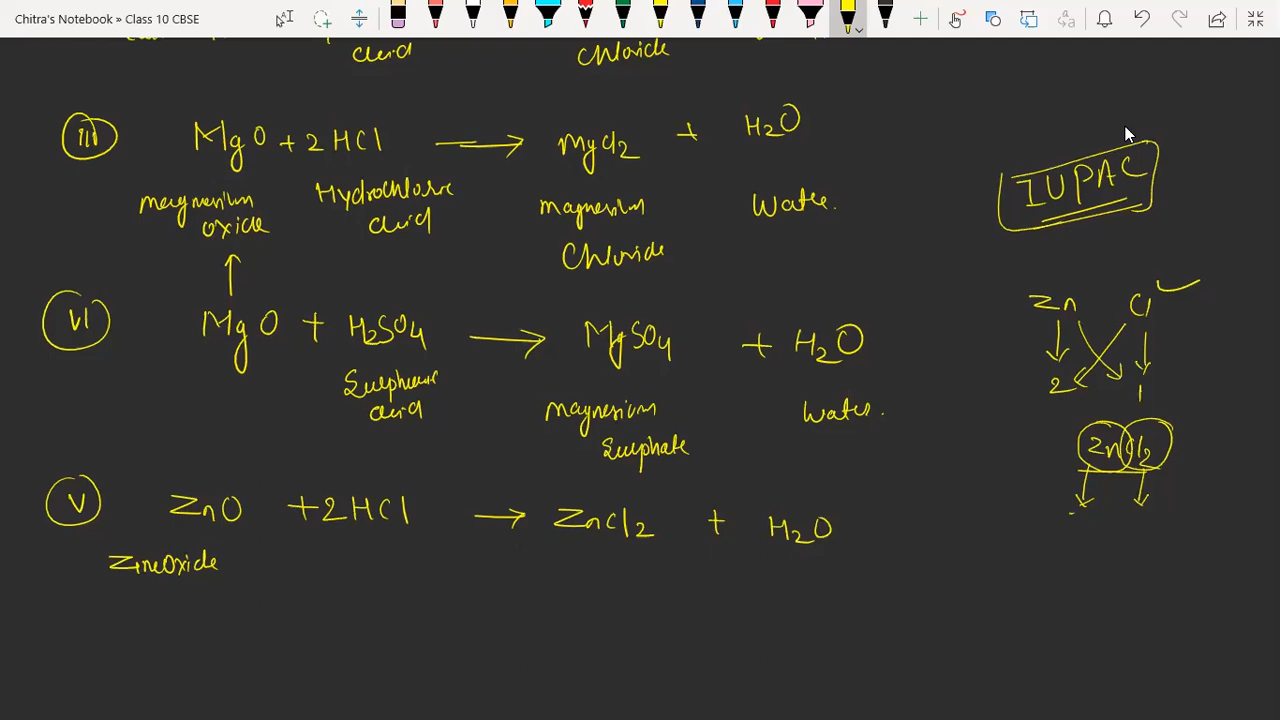 Chitra's Notebook » Class 10 CBSE
acid
Chloride
iii MgO + 2 HCl → MgCl2 + H2O
IUPAC
magnesium oxide
Hydrochloric acid
magnesium Chloride
Water.
vi MgO + H2SO4 → MgSO4 + H2O
Sulphuric acid
magnesium Sulphate
Water.
Zn Cl
2 1
ZnCl2
v ZnO + 2HCl → ZnCl2 + H2O
Zinc Oxide